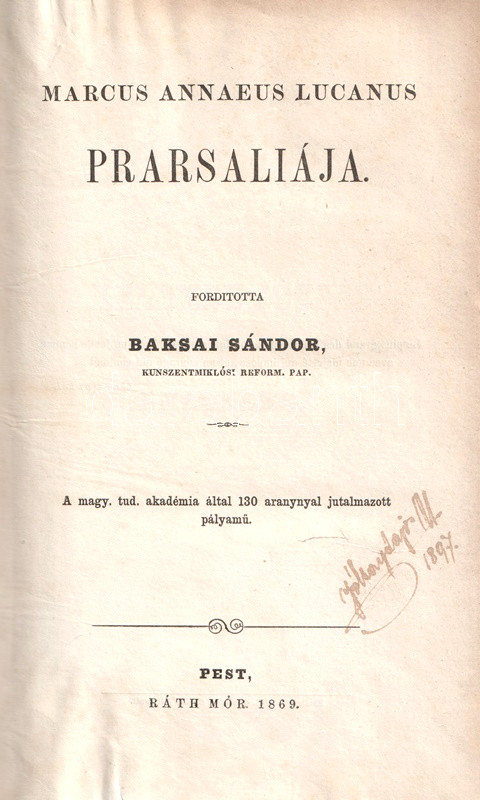 MARCUS ANNAEUS LUCANUS
PRARSALIÁJA.
FORDITOTTA
BAKSAI SÁNDOR,
KUNSZENTMIKLÓSI REFORM. PAP.
A magy. tud. akadémia által 130 aranynyal jutalmazott
pályamű.
1897.
PEST,
RÁTH MÓR. 1869.